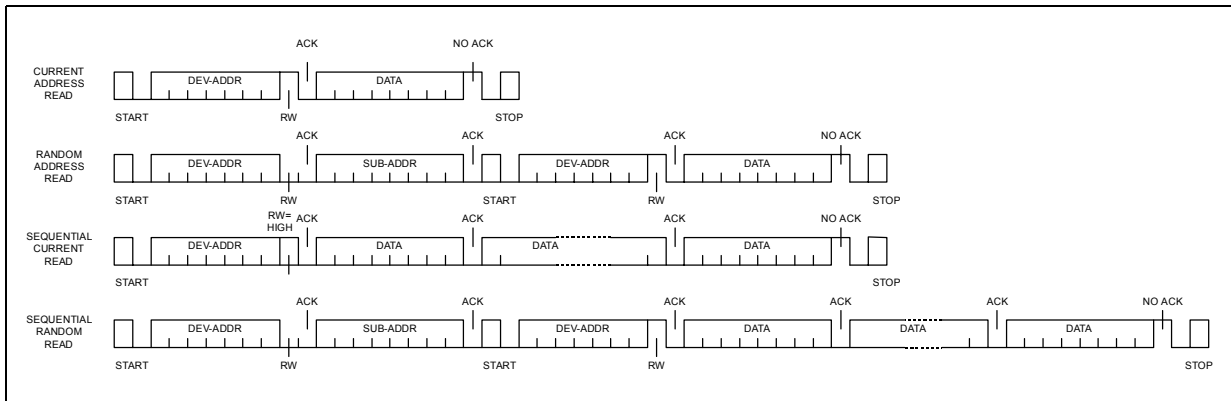 ACK NO ACK
CURRENT
ADDRESS
READ
DEV-ADDR DATA
START RW STOP
ACK ACK ACK NO ACK
RANDOM
ADDRESS
READ
DEV-ADDR SUB-ADDR DEV-ADDR DATA
START RW START RW STOP
RW=
HIGH
ACK ACK ACK NO ACK
SEQUENTIAL
CURRENT
READ
DEV-ADDR DATA DATA DATA
START STOP
ACK ACK ACK ACK ACK NO ACK
SEQUENTIAL
RANDOM
READ
DEV-ADDR SUB-ADDR DEV-ADDR DATA DATA DATA
START RW START RW STOP